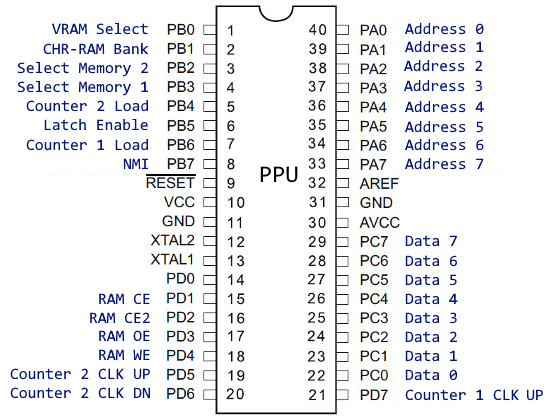 VRAM Select PB0 1 40 PA0 Address 0
CHR-RAM Bank PB1 2 39 PA1 Address 1
Select Memory 2 PB2 3 38 PA2 Address 2
Select Memory 1 PB3 4 37 PA3 Address 3
Counter 2 Load PB4 5 36 PA4 Address 4
Latch Enable PB5 6 35 PA5 Address 5
Counter 1 Load PB6 7 34 PA6 Address 6
NMI PB7 8 PPU 33 PA7 Address 7
RESET 9 32 AREF
VCC 10 31 GND
GND 11 30 AVCC
XTAL2 12 29 PC7 Data 7
XTAL1 13 28 PC6 Data 6
PD0 14 27 PC5 Data 5
RAM CE PD1 15 26 PC4 Data 4
RAM CE2 PD2 16 25 PC3 Data 3
RAM OE PD3 17 24 PC2 Data 2
RAM WE PD4 18 23 PC1 Data 1
Counter 2 CLK UP PD5 19 22 PC0 Data 0
Counter 2 CLK DN PD6 20 21 PD7 Counter 1 CLK UP